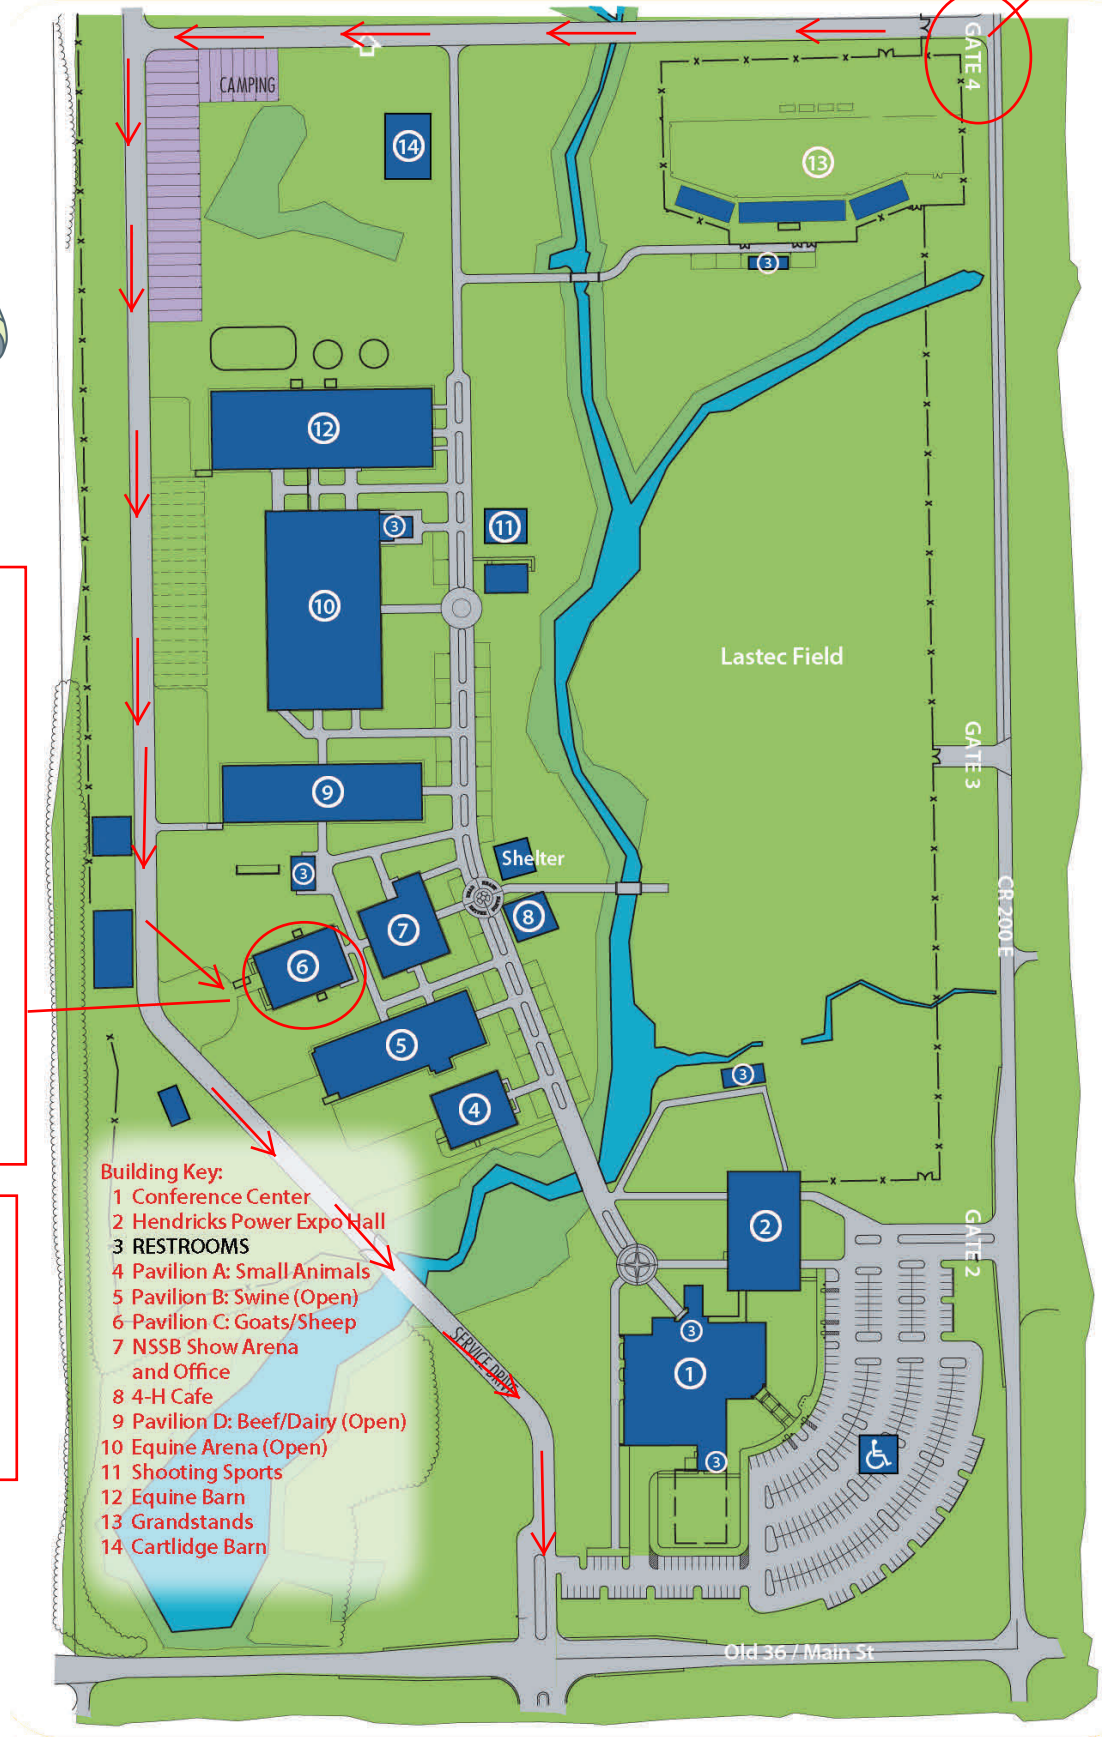 GATE 4
CAMPING
14
13
3
12
3
11
10
Lastec Field
GATE 3
9
Shelter
3
8
7
CR 200 E
6
5
3
4
Building Key:
1 Conference Center
2 Hendricks Power Expo Hall
3 RESTROOMS
4 Pavilion A: Small Animals
5 Pavilion B: Swine (Open)
6 Pavilion C: Goats/Sheep
7 NSSB Show Arena
and Office
8 4-H Cafe
9 Pavilion D: Beef/Dairy (Open)
10 Equine Arena (Open)
11 Shooting Sports
12 Equine Barn
13 Grandstands
14 Cartlidge Barn
2
GATE 2
SERVICE DRIVE
3
1
3
Old 36 / Main St